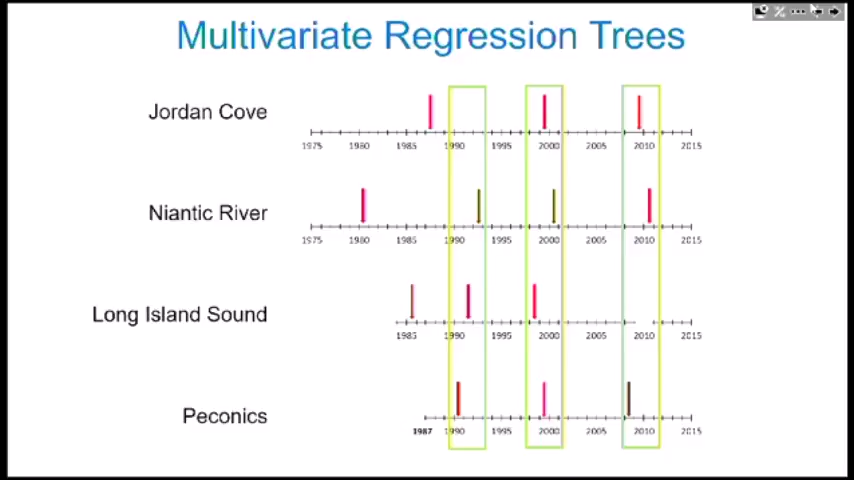 Multivariate Regression Trees
Jordan Cove
1975 1980 1985 1990 1995 2000 2005 2010 2015
Niantic River
1975 1980 1985 1990 1995 2000 2005 2010 2015
Long Island Sound
1985 1990 1995 2000 2005 2010 2015
Peconics
1987 1990 1995 2000 2005 2010 2015